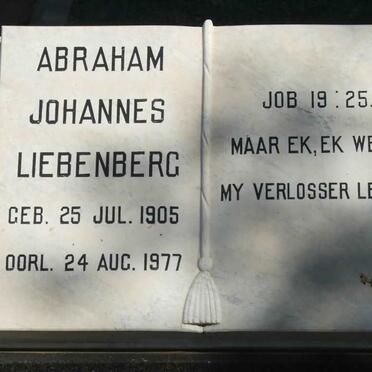 ABRAHAM
JOHANNES
LIEBENBERG
GEB. 25 JUL. 1905
OORL. 24 AUG. 1977
JOB 19:25.
MAAR EK, EK WE
MY VERLOSSER LE